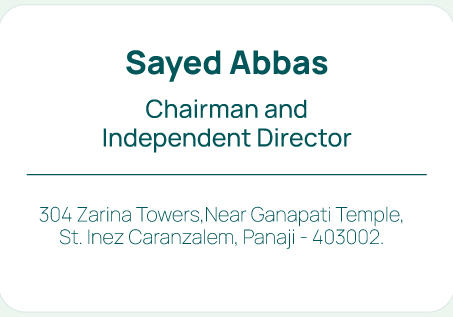 Sayed Abbas
Chairman and
Independent Director
304 Zarina Towers,Near Ganapati Temple,
St. Inez Caranzalem, Panaji - 403002.